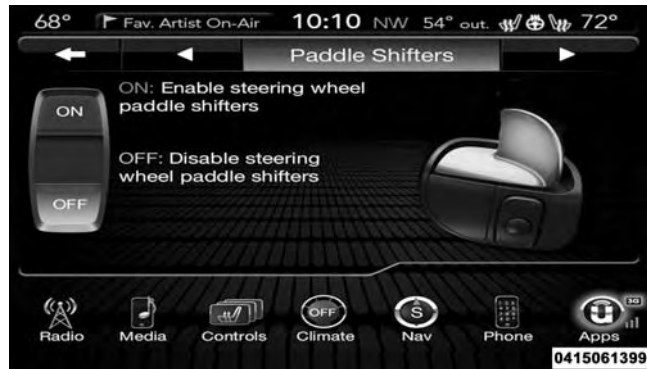 68° Fav. Artist On-Air 10:10 NW 54° out. 72°
Paddle Shifters
ON: Enable steering wheel
paddle shifters
ON
OFF: Disable steering
wheel paddle shifters
OFF
OFF
S
3G
Radio Media Controls Climate Nav Phone Apps
0415061399